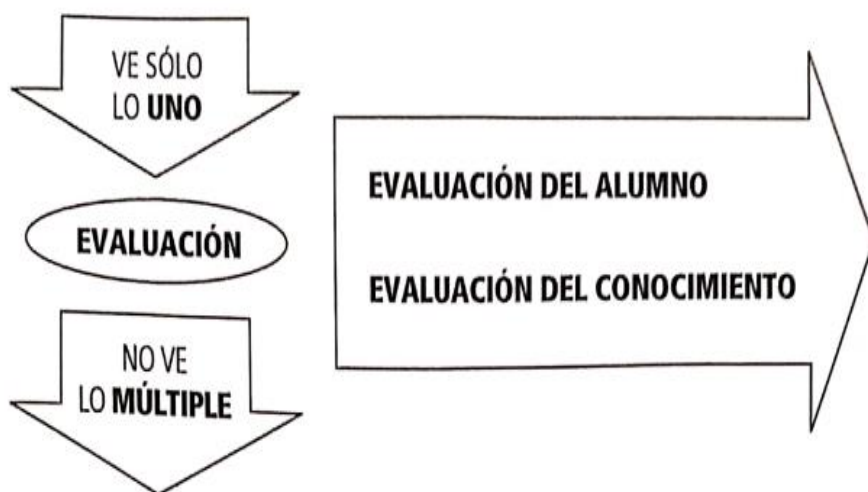 VE SÓLO
LO UNO
EVALUACIÓN
NO VE
LO MÚLTIPLE
EVALUACIÓN DEL ALUMNO
EVALUACIÓN DEL CONOCIMIENTO